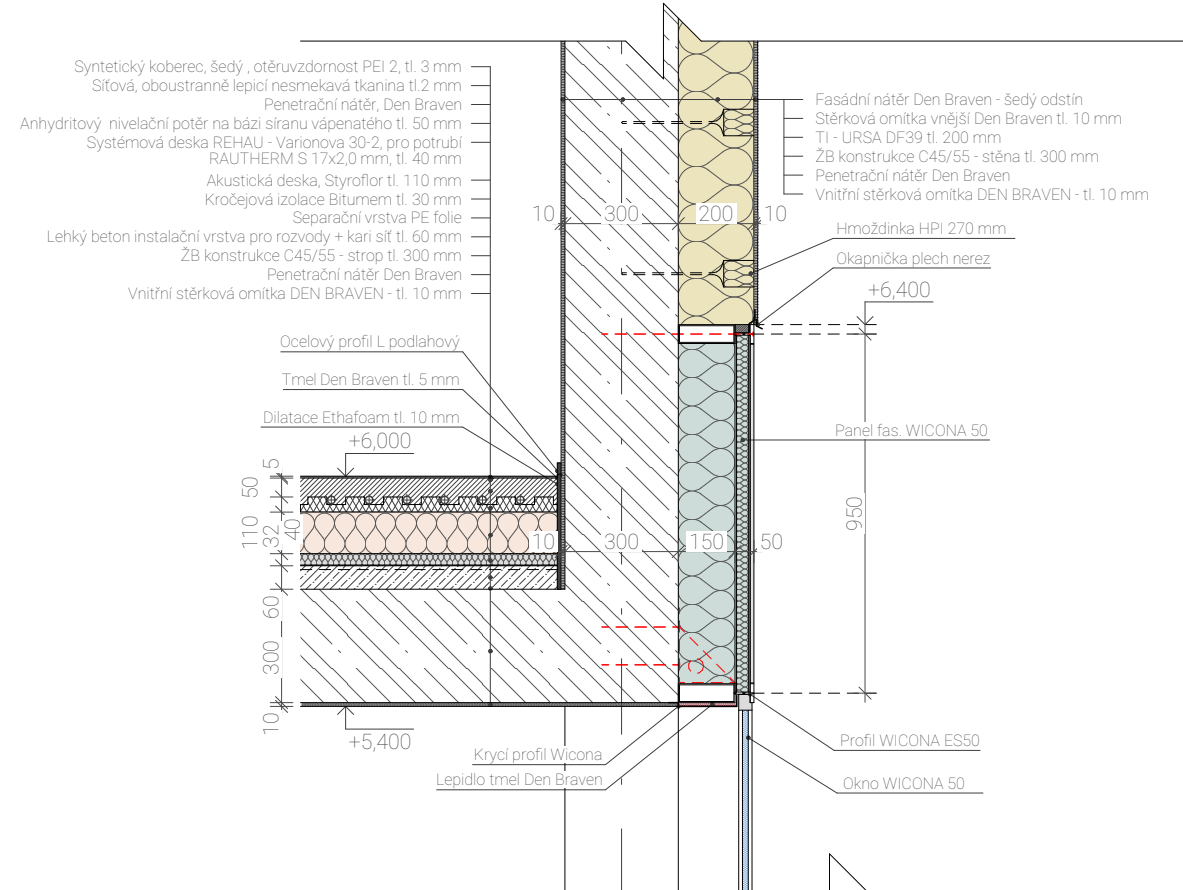 Syntetický koberec, šedý , otěruvzdornost PEI 2, tl. 3 mm
Síťová, oboustranně lepicí nesmekavá tkanina tl.2 mm
Penetrační nátěr, Den Braven
Anhydritový nivelační potěr na bázi síranu vápenatého tl. 50 mm
Systémová deska REHAU - Varionova 30-2, pro potrubí
RAUTHERM S 17x2,0 mm, tl. 40 mm
Akustická deska, Styroflor tl. 110 mm
Kročejová izolace Bitumem tl. 30 mm
Separační vrstva PE folie
Lehký beton instalační vrstva pro rozvody + kari síť tl. 60 mm
ŽB konstrukce C45/55 - strop tl. 300 mm
Penetrační nátěr Den Braven
Vnitřní stěrková omítka DEN BRAVEN - tl. 10 mm
Fasádní nátěr Den Braven - šedý odstín
Stěrková omítka vnější Den Braven tl. 10 mm
TI - URSA DF39 tl. 200 mm
ŽB konstrukce C45/55 - stěna tl. 300 mm
Penetrační nátěr Den Braven
Vnitřní stěrková omítka DEN BRAVEN - tl. 10 mm
10 300 200 10
Hmoždinka HPI 270 mm
Okapnička plech nerez
+6,400
Ocelový profil L podlahový
Tmel Den Braven tl. 5 mm
Dilatace Ethafoam tl. 10 mm
+6,000
Panel fas. WICONA 50
950
5
50
40
32
110
60
300
10
10 300 150 50
+5,400
Krycí profil Wicona
Lepidlo tmel Den Braven
Profil WICONA ES50
Okno WICONA 50